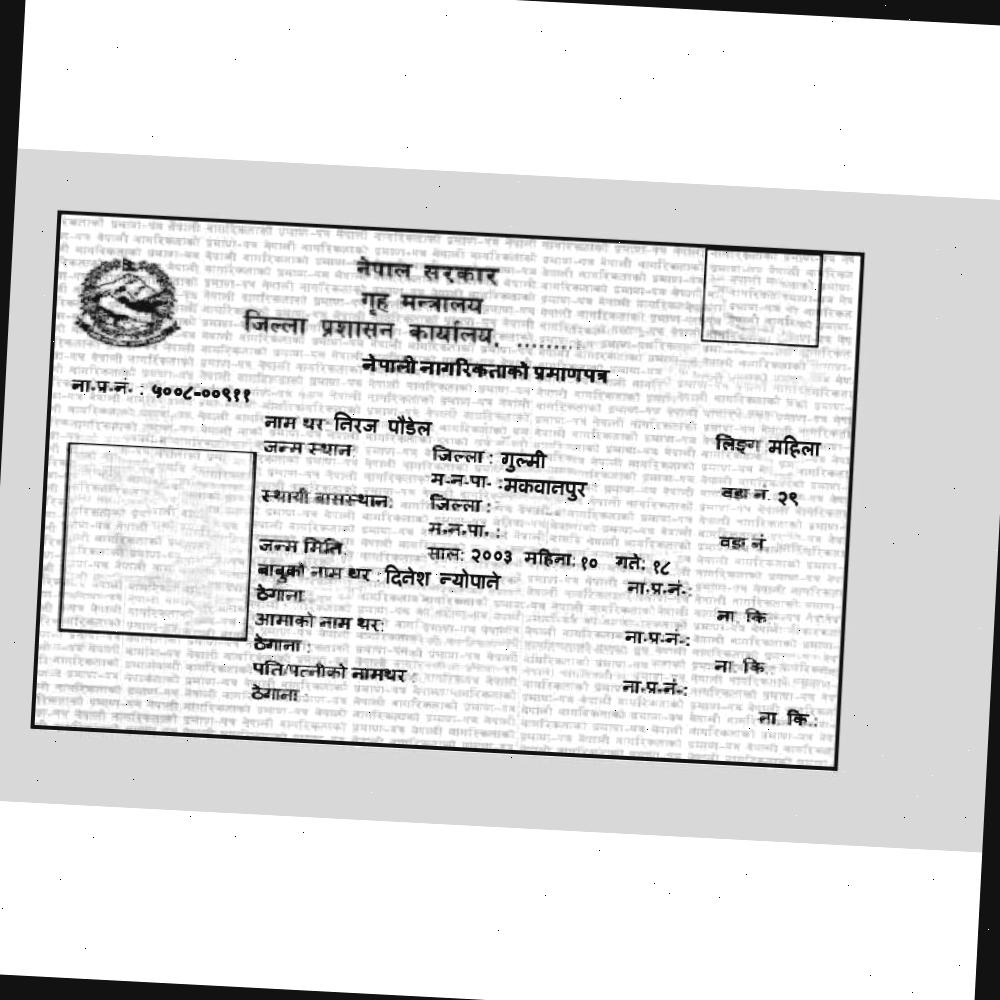 नेपाल सरकार
गृह मन्त्रालय
जिल्ला प्रशासन कार्यालय, .........
नेपाली नागरिकताको प्रमाणपत्र
ना.प्र.नं. : ५००८-००९११
नाम थर निरज पौडेल लिङ्ग महिला
जन्म स्थान जिल्ला : गुल्मी
म.न.पा. :मकवानपुर वडा नं. २९
स्थायी बासस्थान: जिल्ला :
म.न.पा. : वडा नं.
जन्म मिति साल: २००३ महिना: १० गते: १८
बाबुको नाम थर : दिनेश न्योपाने ना.प्र.नं.:
ठेगाना : ना. कि.
आमाको नाम थर: ना.प्र.नं.:
ठेगाना : ना. कि.
पति/पत्नीको नामथर : ना.प्र.नं.:
ठेगाना : ना. कि.: